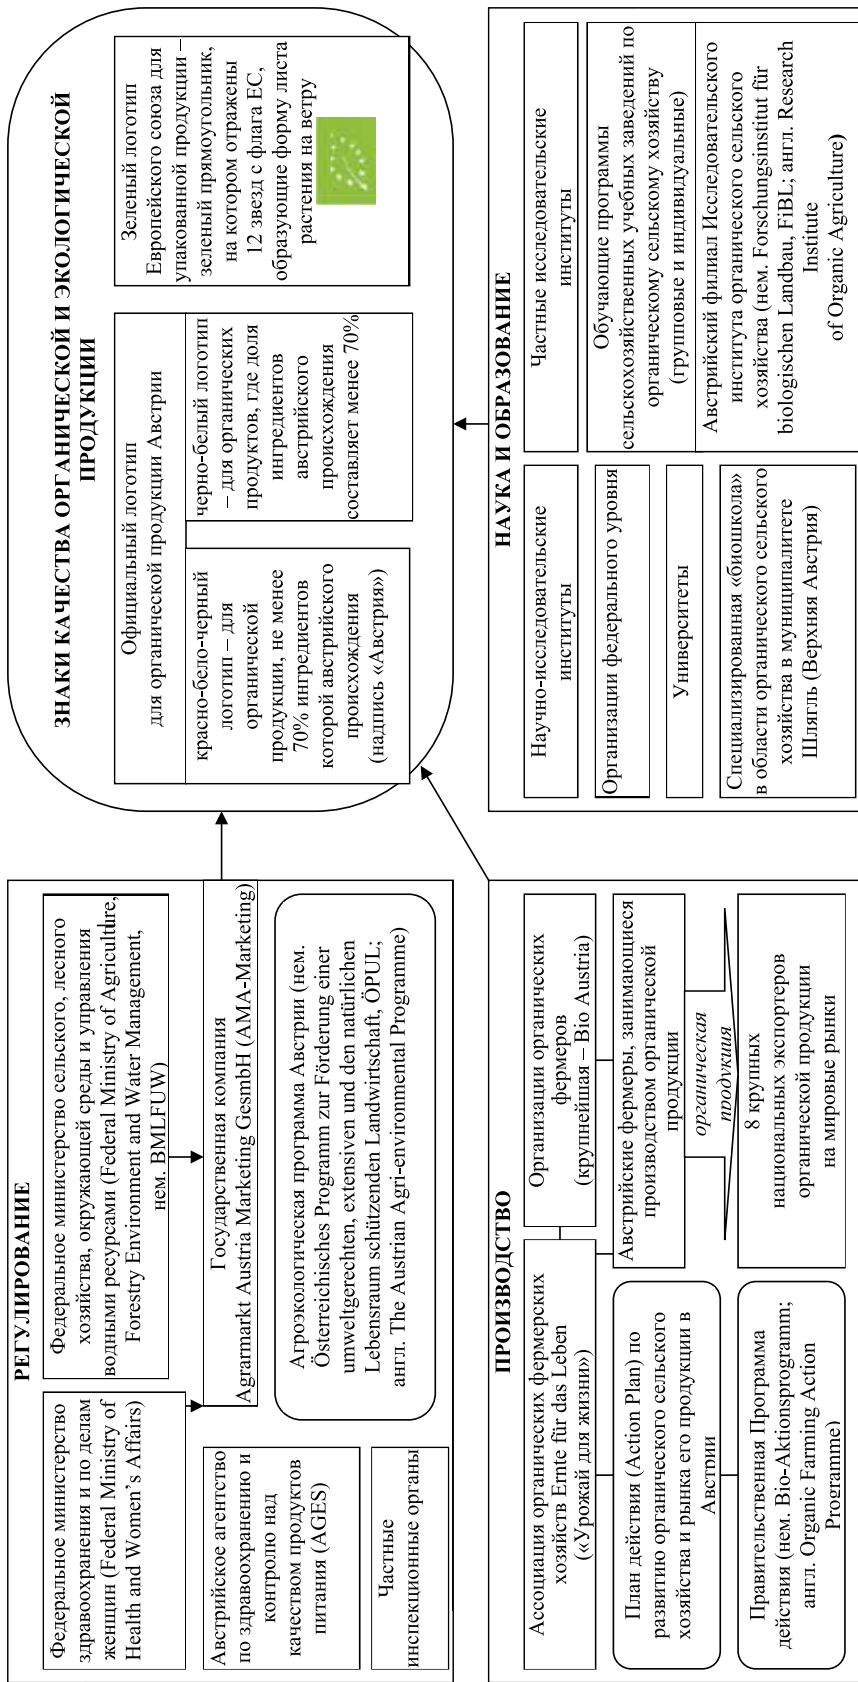 РЕГУЛИРОВАНИЕ
Федеральное министерство
здравоохранения и по делам
женщин (Federal Ministry of
Health and Women’s Affairs)
Федеральное министерство сельского, лесного
хозяйства, окружающей среды и управления
водными ресурсами (Federal Ministry of Agriculture,
Forestry Environment and Water Management,
нем. BMLFUW)
Австрийское агентство
по здравоохранению и
контролю над
качеством продуктов
питания (AGES)
Государственная компания
Agrarmarkt Austria Marketing GesmbH (AMA-Marketing)
Частные
инспекционные органы
Агроэкологическая программа Австрии (нем.
Österreichisches Programm zur Förderung einer
umweltgerechten, extensiven und den natürlichen
Lebensraum schützenden Landwirtschaft, ÖPUL;
англ. The Austrian Agri-environmental Programme)
ЗНАКИ КАЧЕСТВА ОРГАНИЧЕСКОЙ И ЭКОЛОГИЧЕСКОЙ
ПРОДУКЦИИ
Официальный логотип
для органической продукции Австрии
красно-бело-черный
логотип – для
органической
продукции, не менее
70% ингредиентов
которой австрийского
происхождения
(надпись «Австрия»)
черно-белый логотип
– для органических
продуктов, где доля
ингредиентов
австрийского
происхождения
составляет менее 70%
Зеленый логотип
Европейского союза для
упакованной продукции –
зеленый прямоугольник,
на котором отражены
12 звезд с флага ЕС,
образующие форму листа
растения на ветру
ПРОИЗВОДСТВО
Ассоциация органических фермерских
хозяйств Ernte für das Leben
(«Урожай для жизни»)
Организации органических
фермеров
(крупнейшая – Bio Austria)
План действия (Action Plan) по
развитию органического сельского
хозяйства и рынка его продукции в
Австрии
Австрийские фермеры, занимающиеся
производством органической
продукции
органическая
продукция
Правительственная Программа
действия (нем. Bio-Aktionsprogramm;
англ. Organic Farming Action
Programme)
8 крупных
национальных экспортеров
органической продукции
на мировые рынки
НАУКА И ОБРАЗОВАНИЕ
Научно-исследовательские
институты
Частные исследовательские
институты
Организации федерального уровня
Обучающие программы
сельскохозяйственных учебных заведений по
органическому сельскому хозяйству
(групповые и индивидуальные)
Университеты
Австрийский филиал Исследовательского
института органического сельского
хозяйства (нем. Forschungsinstitut für
biologischen Landbau, FiBL; англ. Research
Institute
of Organic Agriculture)
Специализированная «биошкола»
в области органического сельского
хозяйства в муниципалитете
Шлягль (Верхняя Австрия)